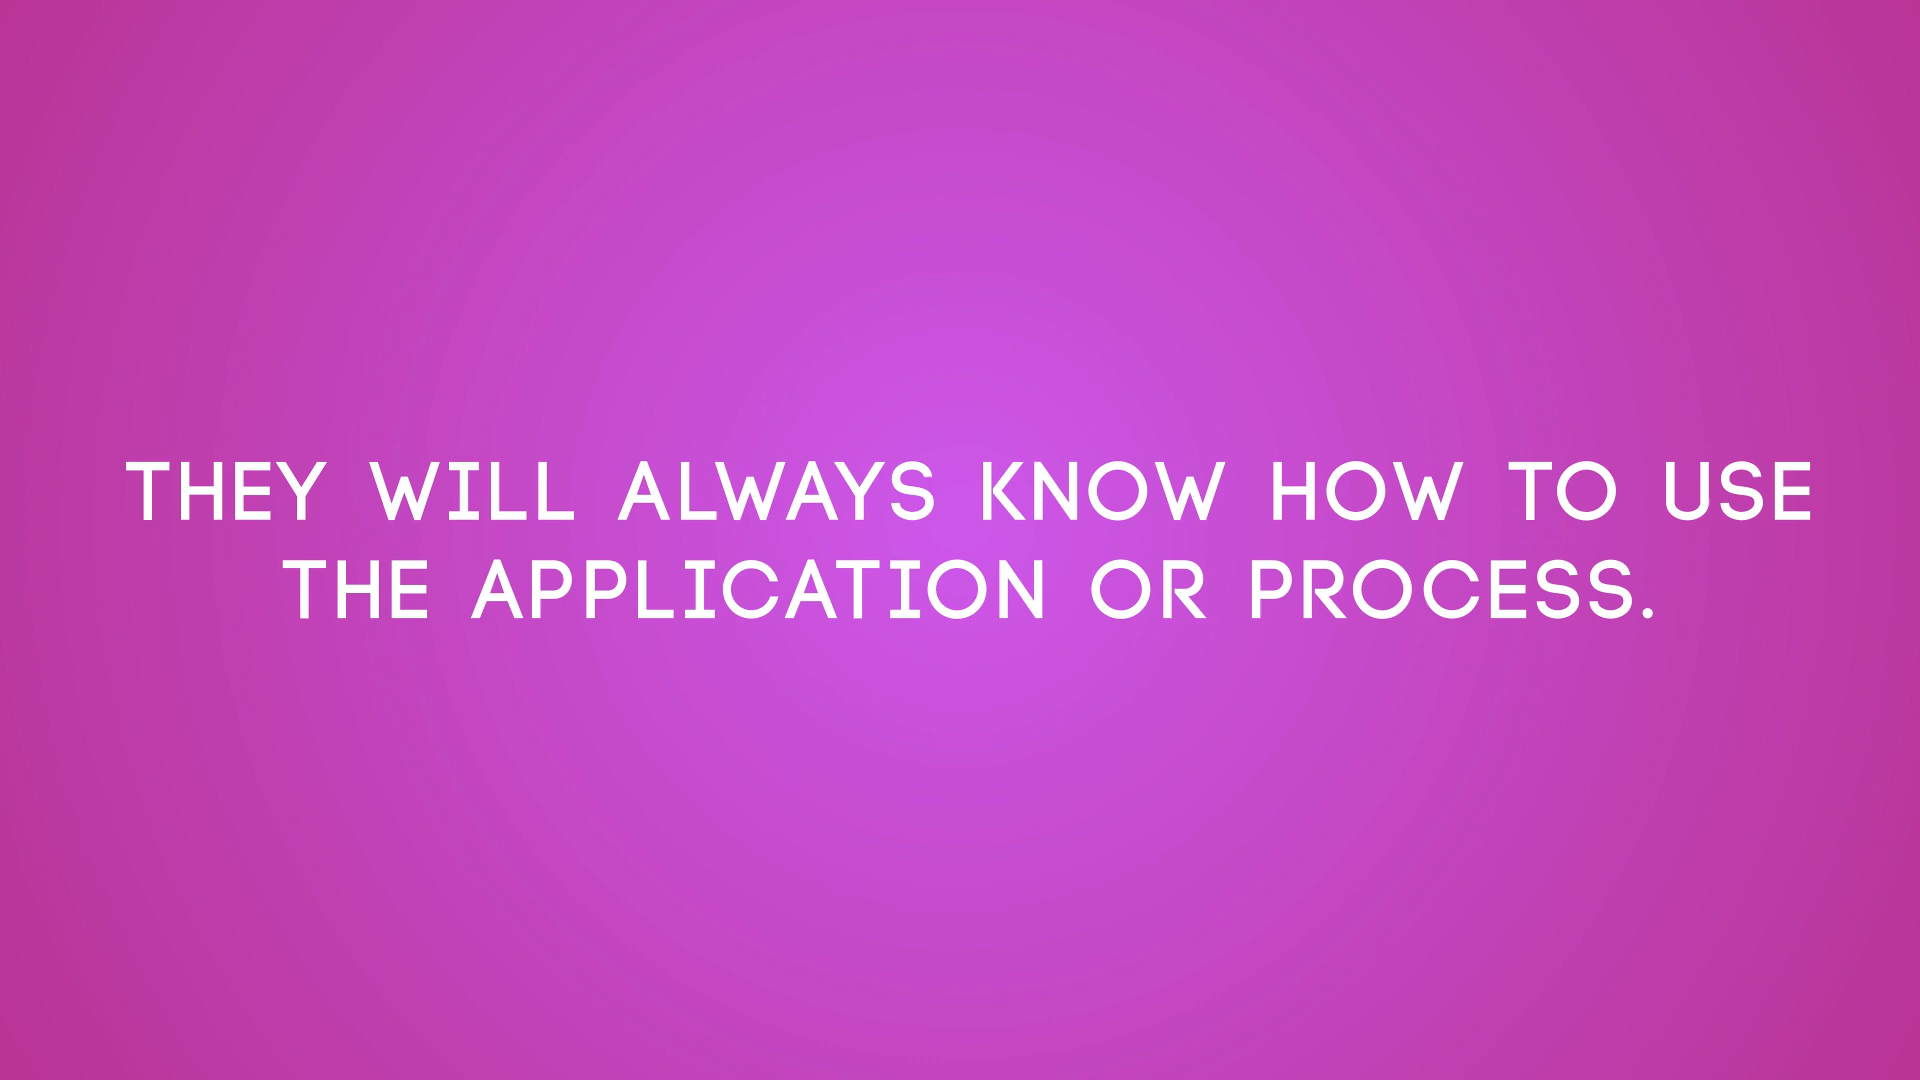 THEY WILL ALWAYS KNOW HOW TO USE
THE APPLICATION OR PROCESS.